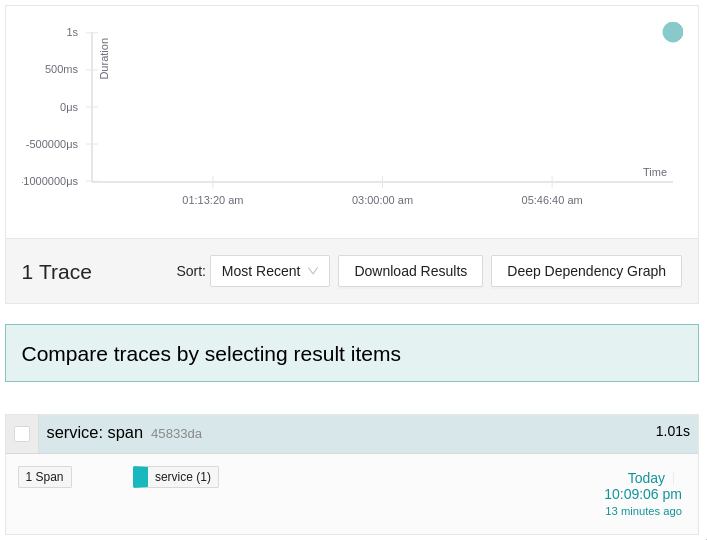 1s
Duration
500ms
0μs
-500000μs
-1000000μs
Time
01:13:20 am
03:00:00 am
05:46:40 am
1 Trace
Sort: Most Recent
Download Results
Deep Dependency Graph
Compare traces by selecting result items
service: span 45833da
1.01s
1 Span
service (1)
Today
10:09:06 pm
13 minutes ago